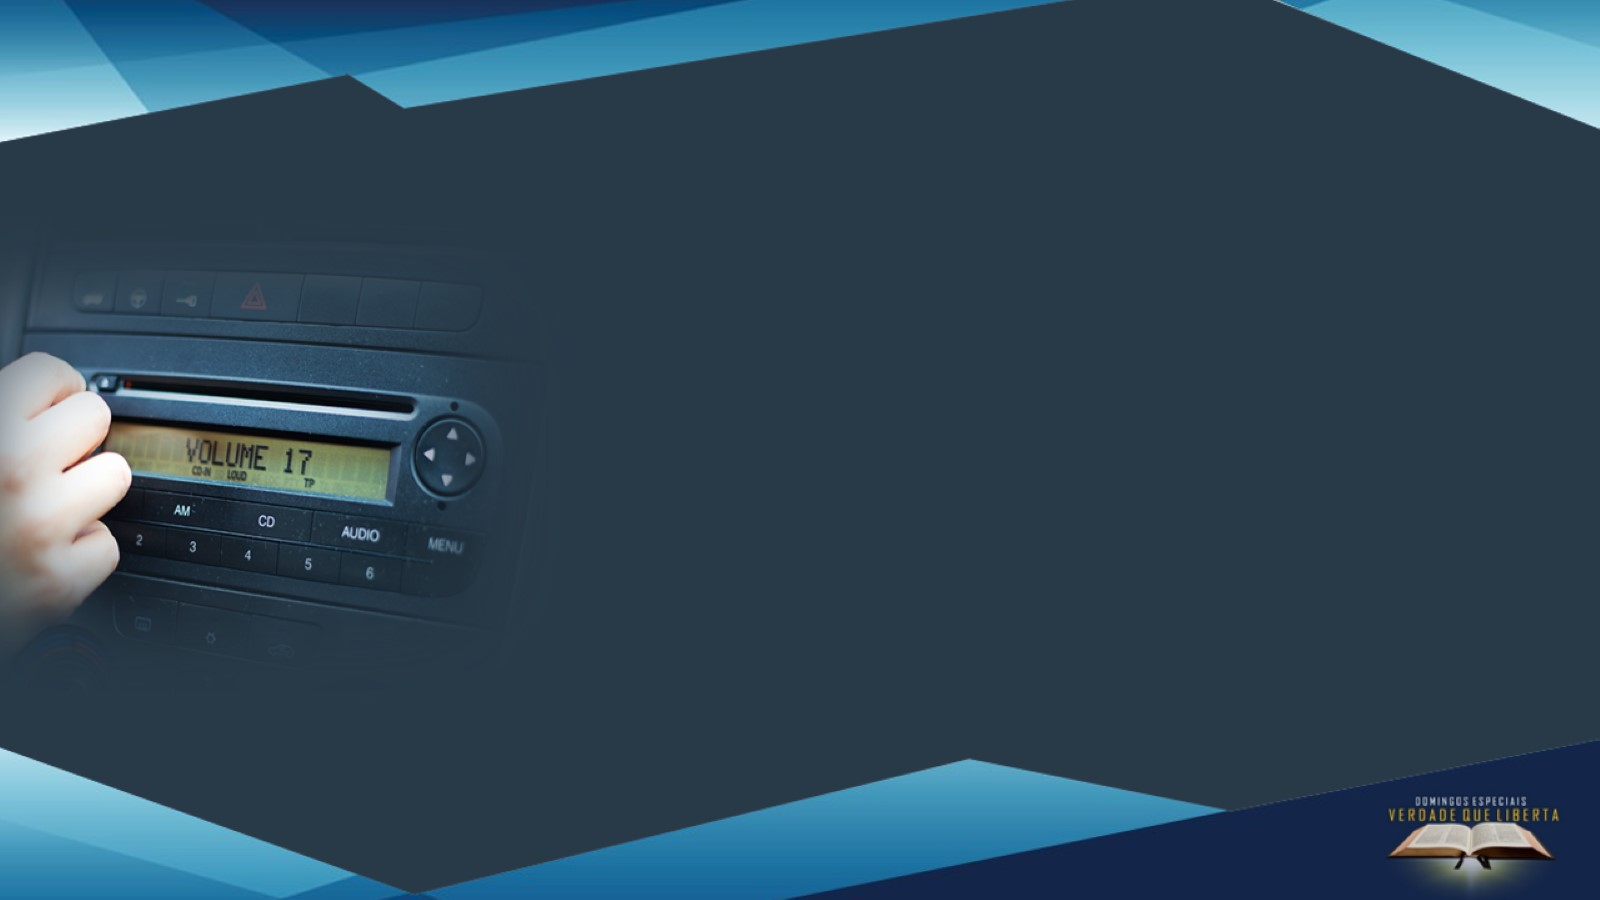 VOLUME 17
CD-IN LOUD TP
AM CD AUDIO MENU
2 3 4 5 6
DOMINGOS ESPECIAIS
VERDADE QUE LIBERTA